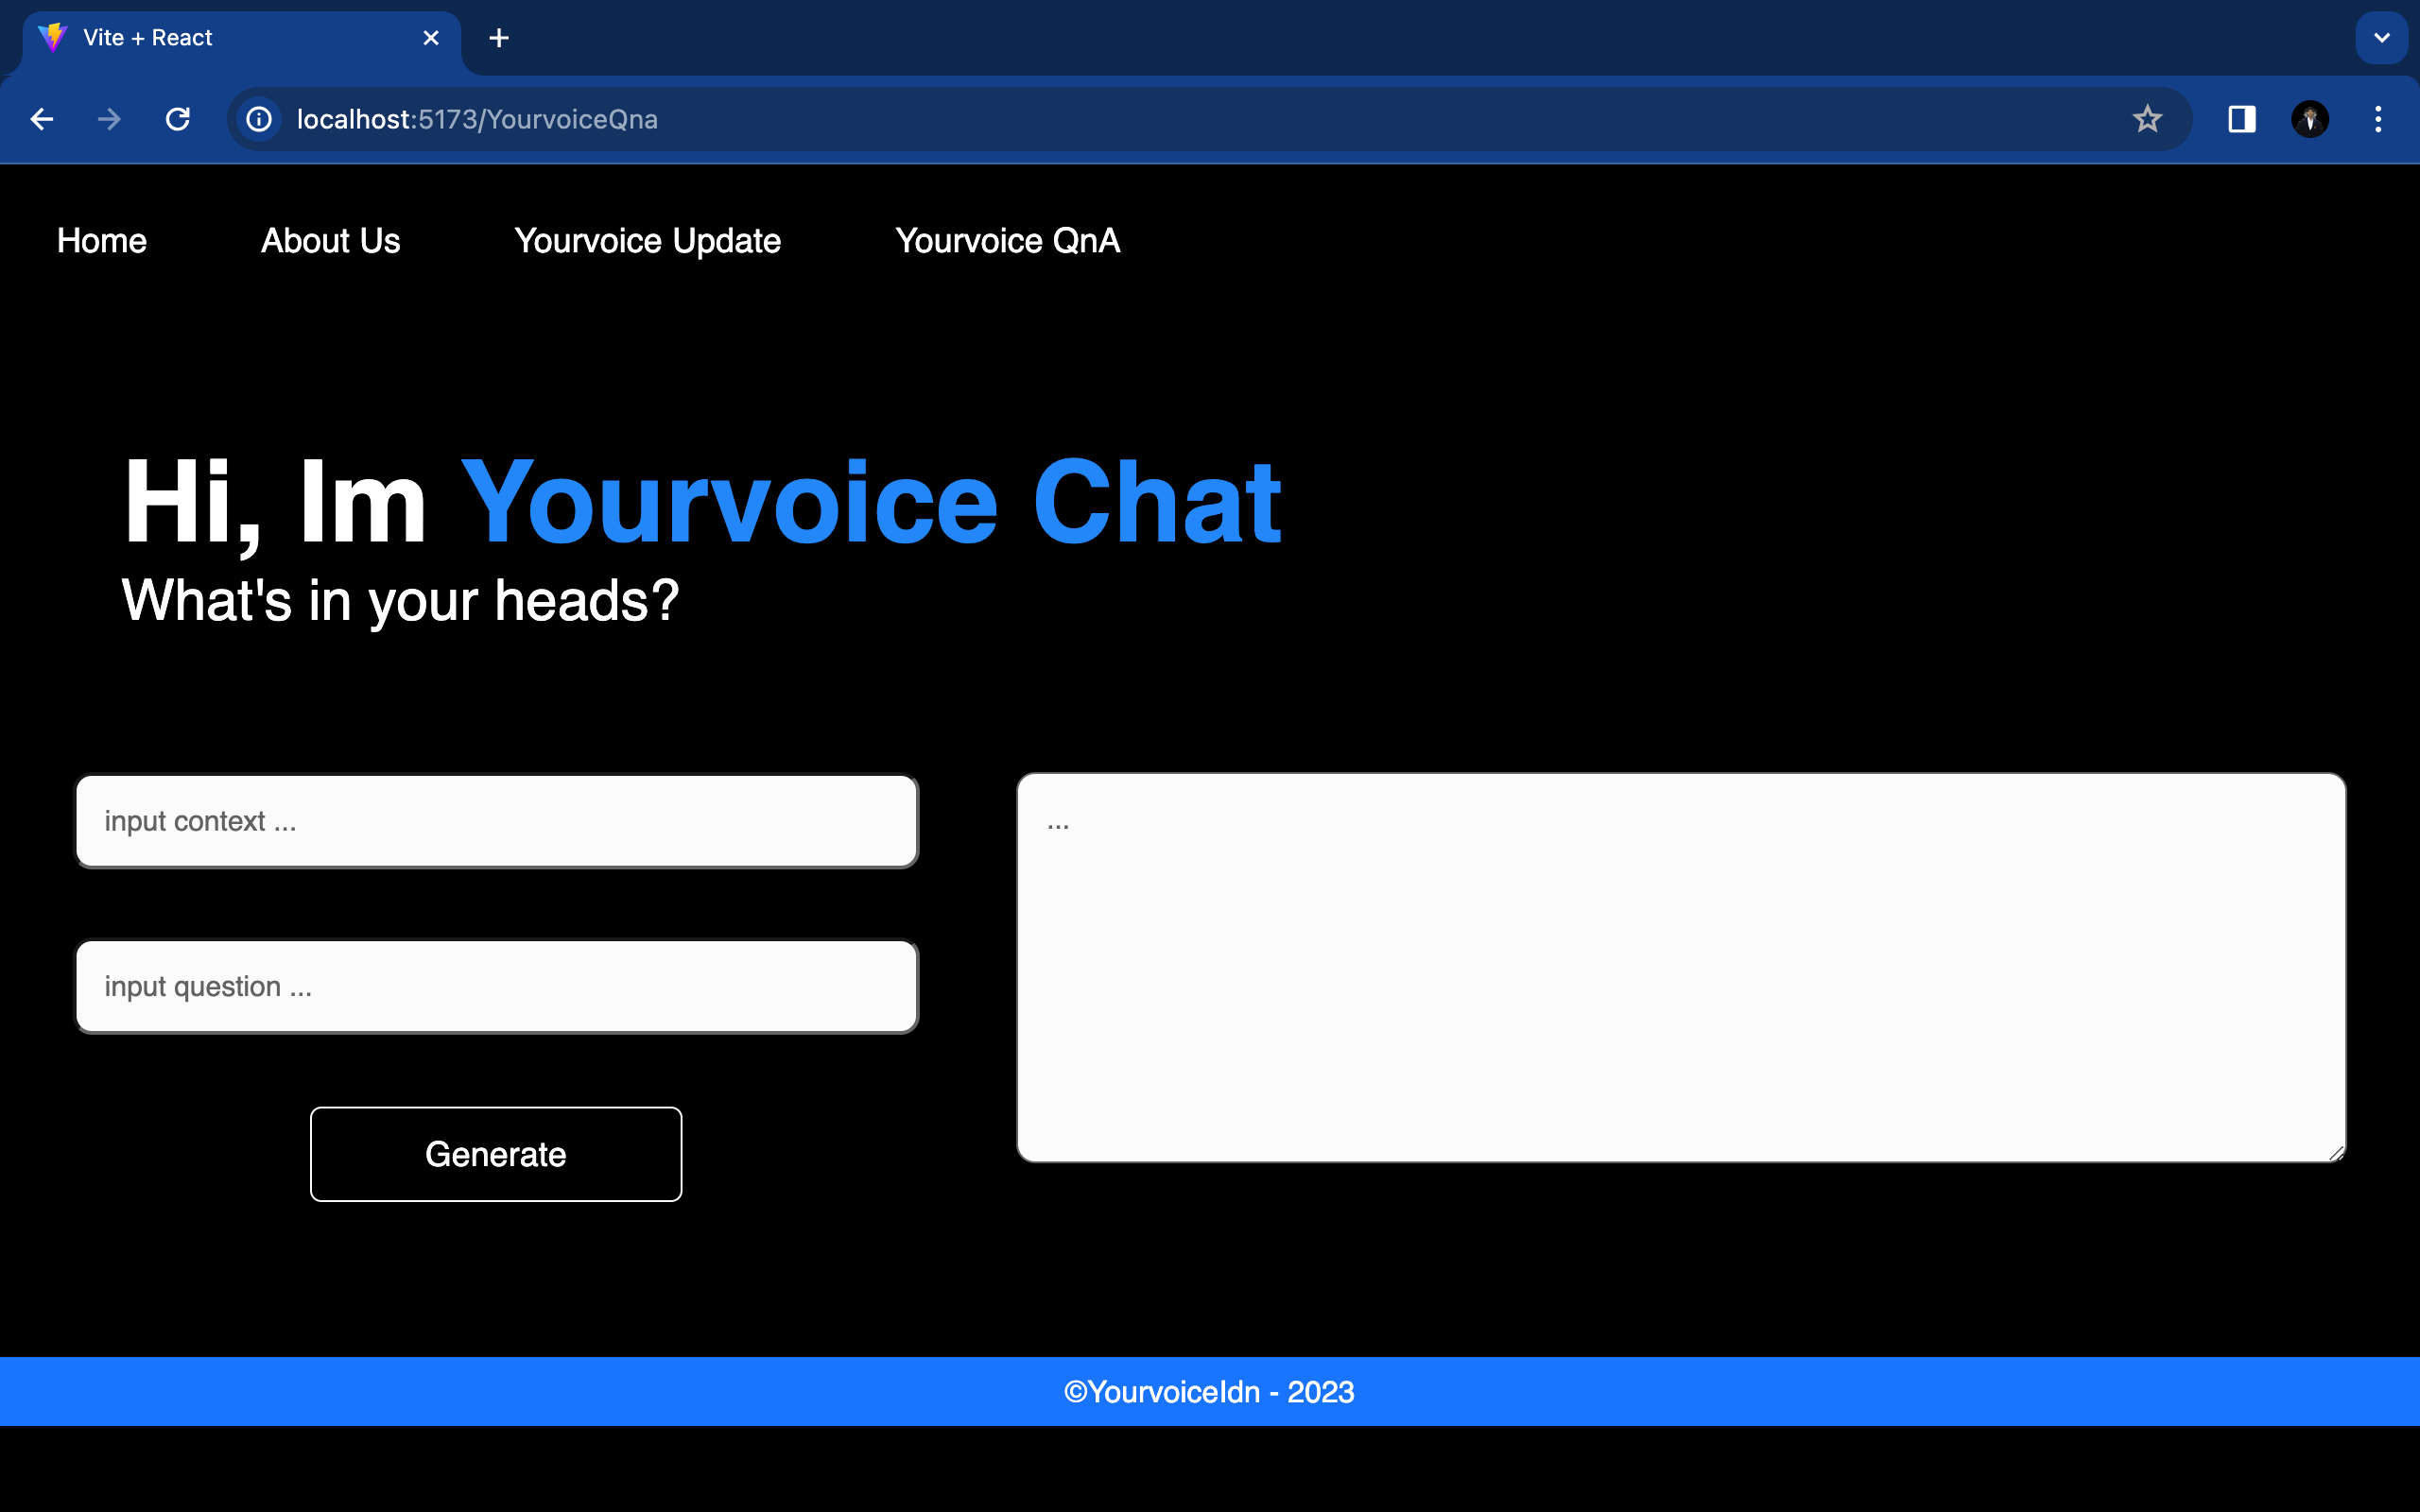 Vite + React
localhost:5173/YourvoiceQna
Home About Us Yourvoice Update Yourvoice QnA
Hi, Im Yourvoice Chat
What's in your heads?
input context ...
...
input question ...
Generate
©YourvoiceIdn - 2023